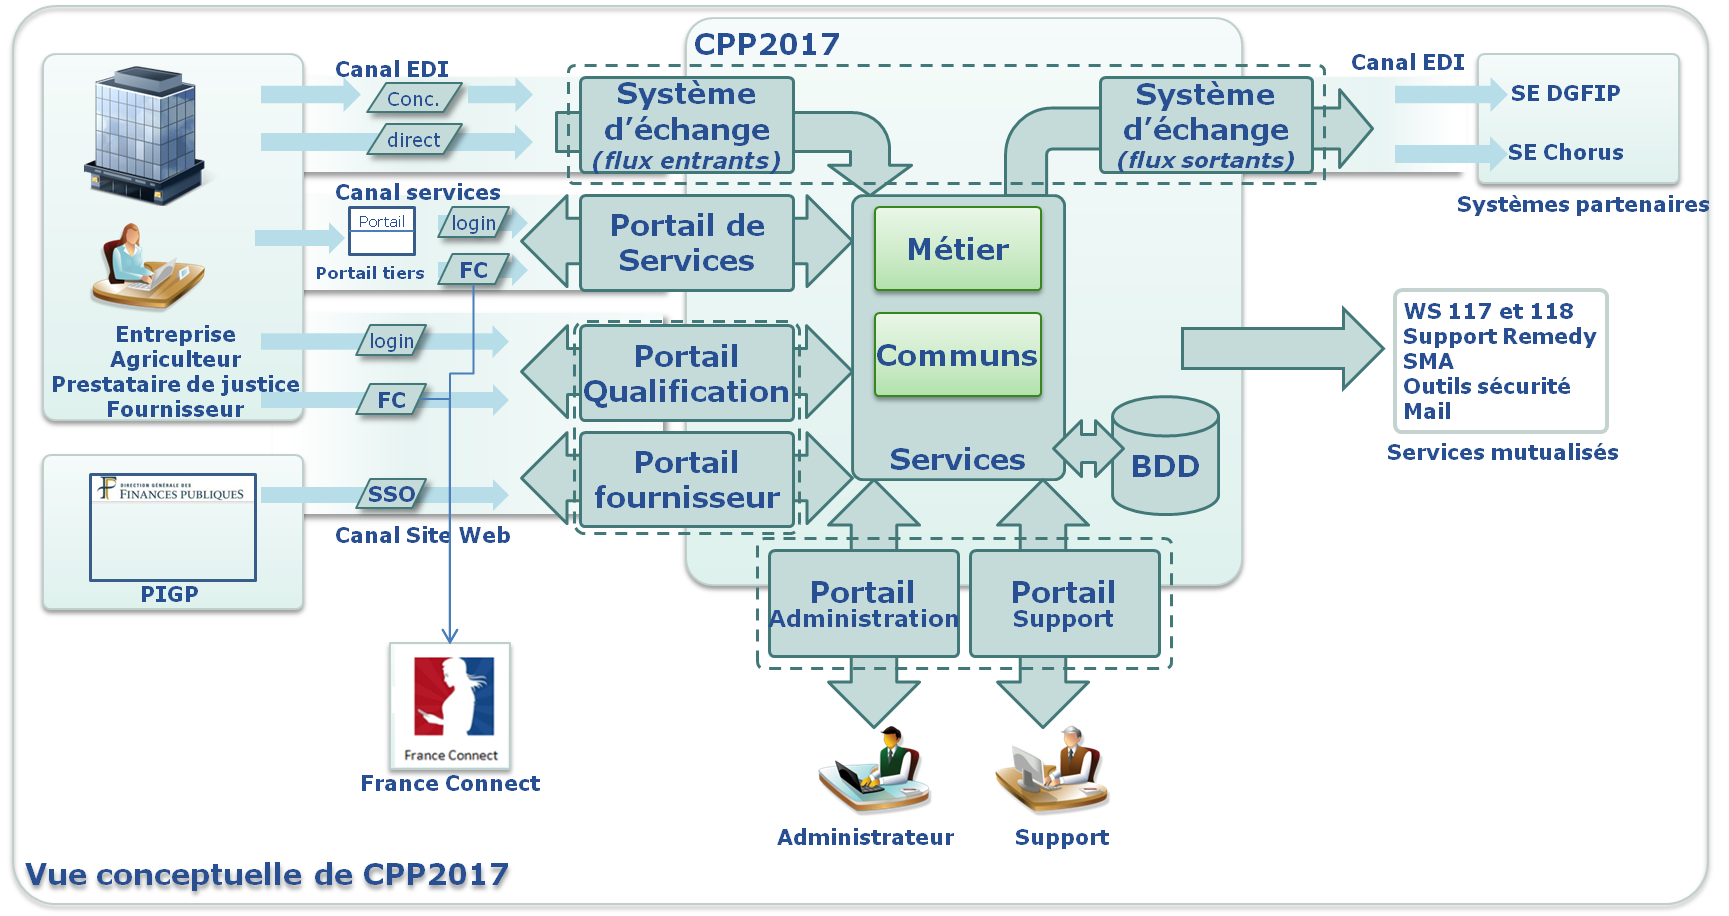 CPP2017
Canal EDI
Conc.
direct
Système
d’échange
(flux entrants)
Système
d’échange
(flux sortants)
Canal EDI
SE DGFIP
SE Chorus
Systèmes partenaires
Canal services
Portail
Portail tiers
login
FC
Portail de
Services
Métier
Communs
Services
BDD
Entreprise
Agriculteur
Prestataire de justice
Fournisseur
login
FC
Portail
Qualification
Portail
fournisseur
WS 117 et 118
Support Remedy
SMA
Outils sécurité
Mail
Services mutualisés
DIRECTION GÉNÉRALE DES
FINANCES PUBLIQUES
PIGP
SSO
Canal Site Web
Portail
Administration
Portail
Support
France Connect
France Connect
Administrateur
Support
Vue conceptuelle de CPP2017